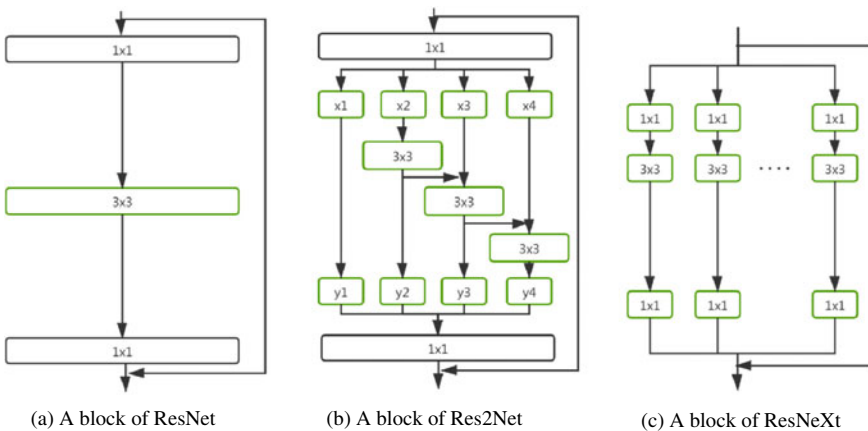 1x1
3x3
1x1
(a) A block of ResNet
1x1
x1 x2 x3 x4
3x3
3x3
3x3
y1 y2 y3 y4
1x1
(b) A block of Res2Net
1x1 1x1 1x1
3x3 3x3 .... 3x3
1x1 1x1 1x1
(c) A block of ResNeXt